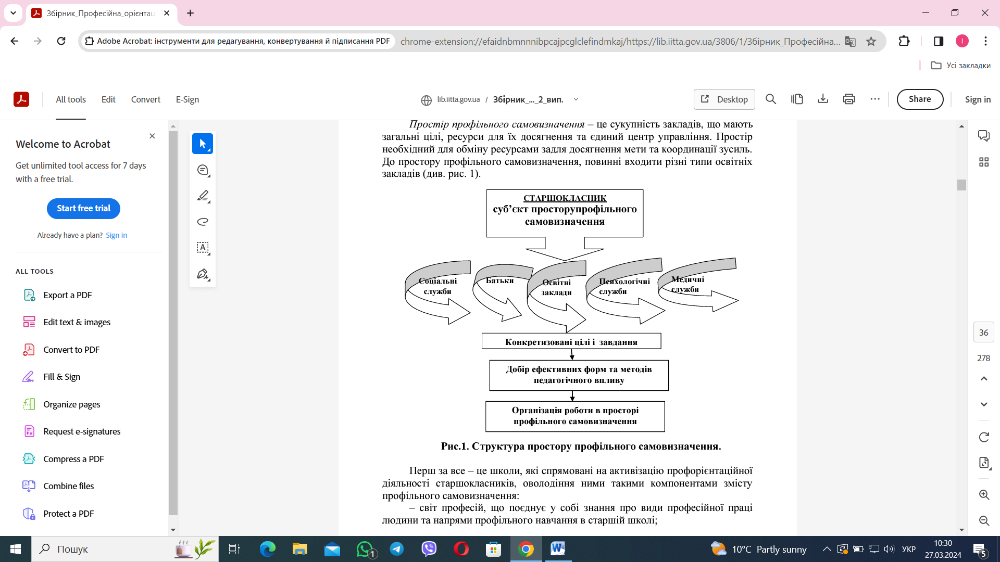 Збірник_Професійна_орієнтац
Adobe Acrobat: інструменти для редагування, конвертування й підписання PDF
chrome-extension://efaidnbmnnnibpcajpcglclefindmkaj/https://lib.iitta.gov.ua/3806/1/Збірник_Професійна...
I
Усі закладки
All tools
Edit
Convert
E-Sign
lib.iitta.gov.ua / Збірник_..._2_вип.
Desktop
Share
Sign in
Welcome to Acrobat
Get unlimited tool access for 7 days
with a free trial.
Start free trial
Already have a plan? Sign in
ALL TOOLS
Export a PDF
Edit text & images
Convert to PDF
Fill & Sign
Organize pages
Request e-signatures
Compress a PDF
Combine files
Protect a PDF
Простір профільного самовизначення – це сукупність закладів, що мають
загальні цілі, ресурси для їх досягнення та єдиний центр управління. Простір
необхідний для обміну ресурсами задля досягнення мети та координації зусиль.
До простору профільного самовизначення, повинні входити різні типи освітніх
закладів (див. рис. 1).
СТАРШОКЛАСНИК
суб’єкт просторупрофільного
самовизначення
Соціальні
служби
Батьки
Освітні
заклади
Психологічні
служби
Медичні
служби
Конкретизовані цілі і завдання
Добір ефективних форм та методів
педагогічного впливу
Організація роботи в просторі
профільного самовизначення
Рис.1. Структура простору профільного самовизначення.
Перш за все – це школи, які спрямовані на активізацію профорієнтаційної
діяльності старшокласників, оволодіння ними такими компонентами змісту
профільного самовизначення:
– світ професій, що поєднує у собі знання про види професійної праці
людини та напрями профільного навчання в старшій школі;
36
278
Пошук
1
10°C Partly sunny
УКР
10:30
27.03.2024
5